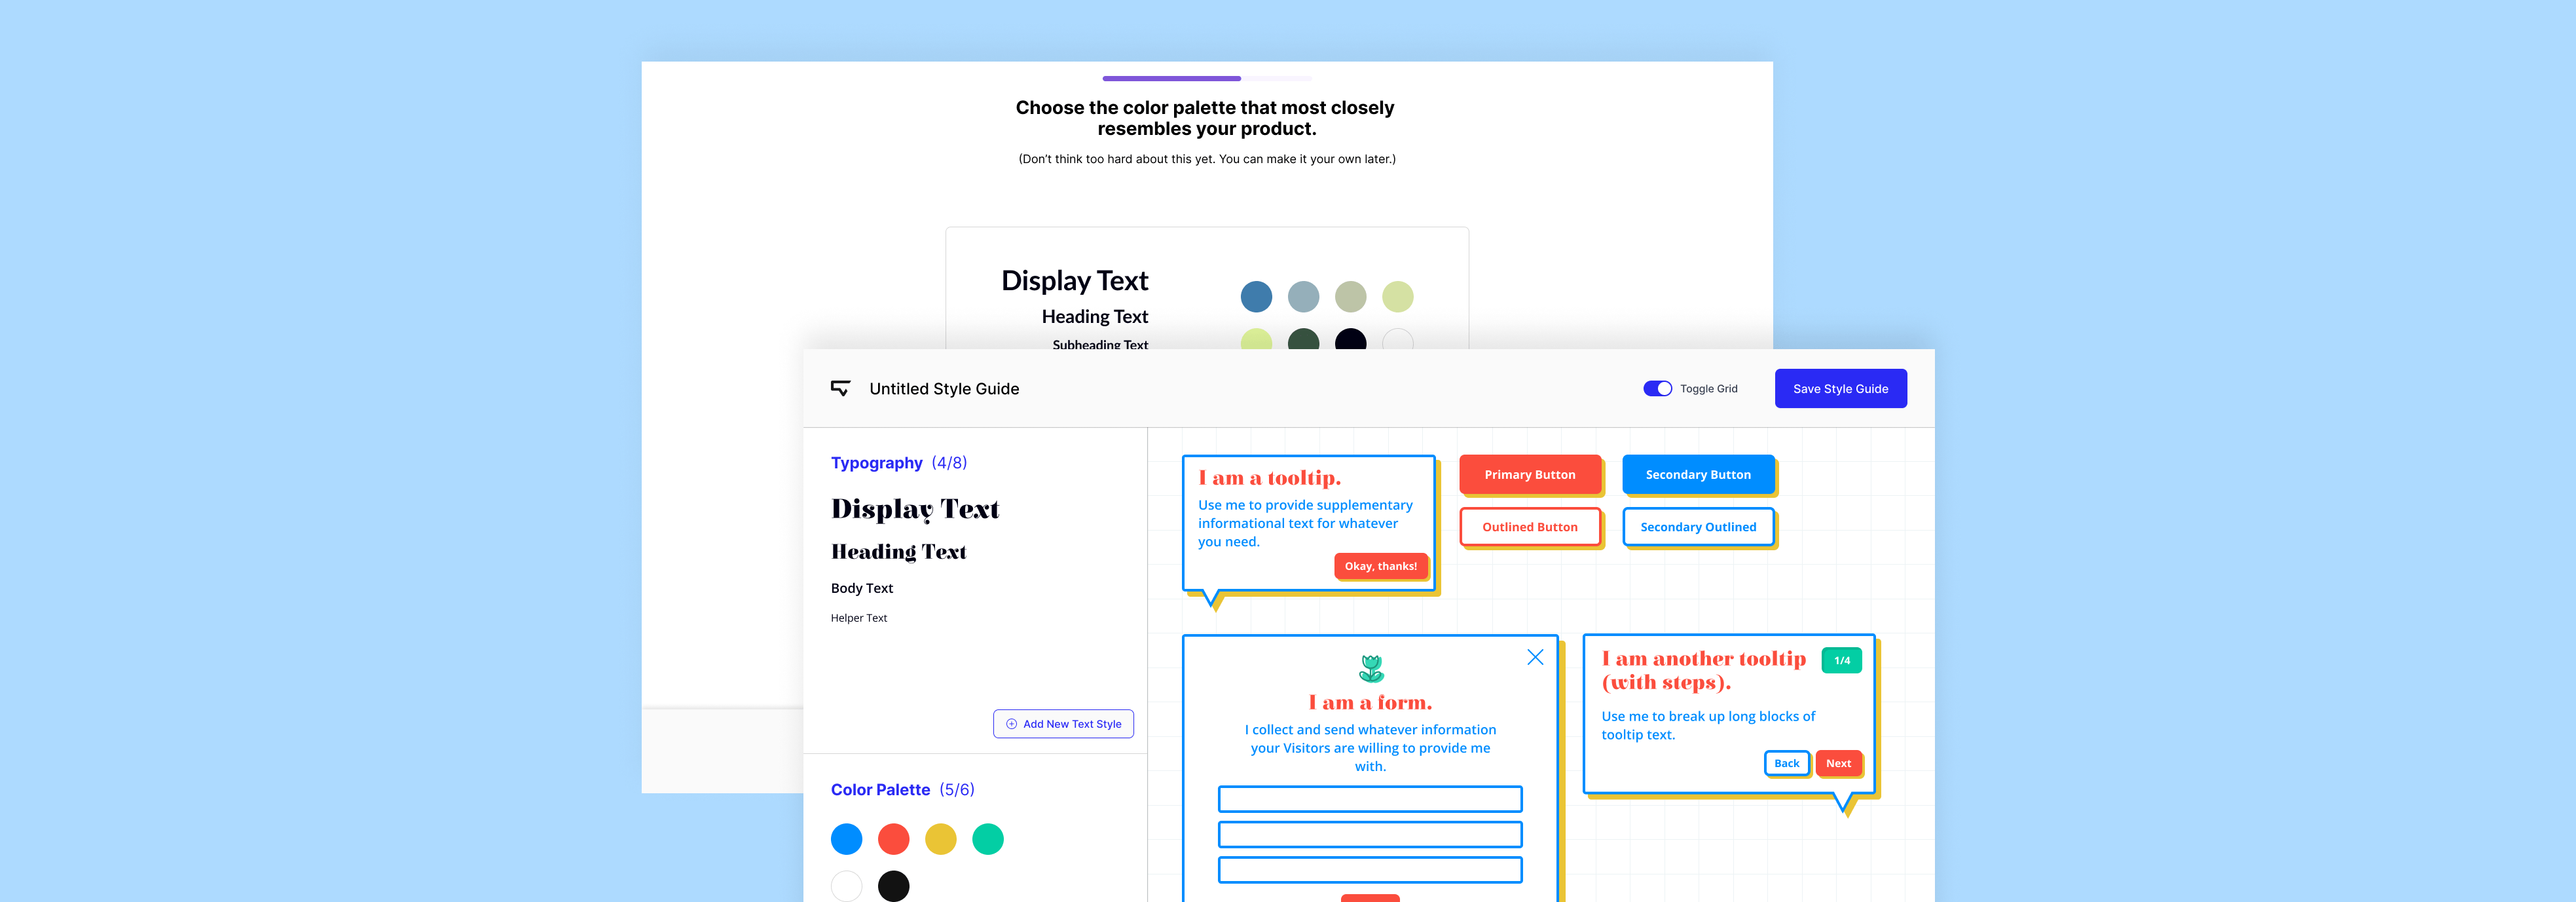 Choose the color palette that most closely
resembles your product.
(Don't think too hard about this yet. You can make it your own later.)
Display Text
Heading Text
Subheading Text
Untitled Style Guide
Toggle Grid
Save Style Guide
Typography (4/8)
Display Text
Heading Text
Body Text
Helper Text
Add New Text Style
Color Palette (5/6)
I am a tooltip.
Use me to provide supplementary
informational text for whatever
you need.
Okay, thanks!
Primary Button
Secondary Button
Outlined Button
Secondary Outlined
I am a form.
I collect and send whatever information
your Visitors are willing to provide me
with.
I am another tooltip
(with steps).
1/4
Use me to break up long blocks of
tooltip text.
Back
Next